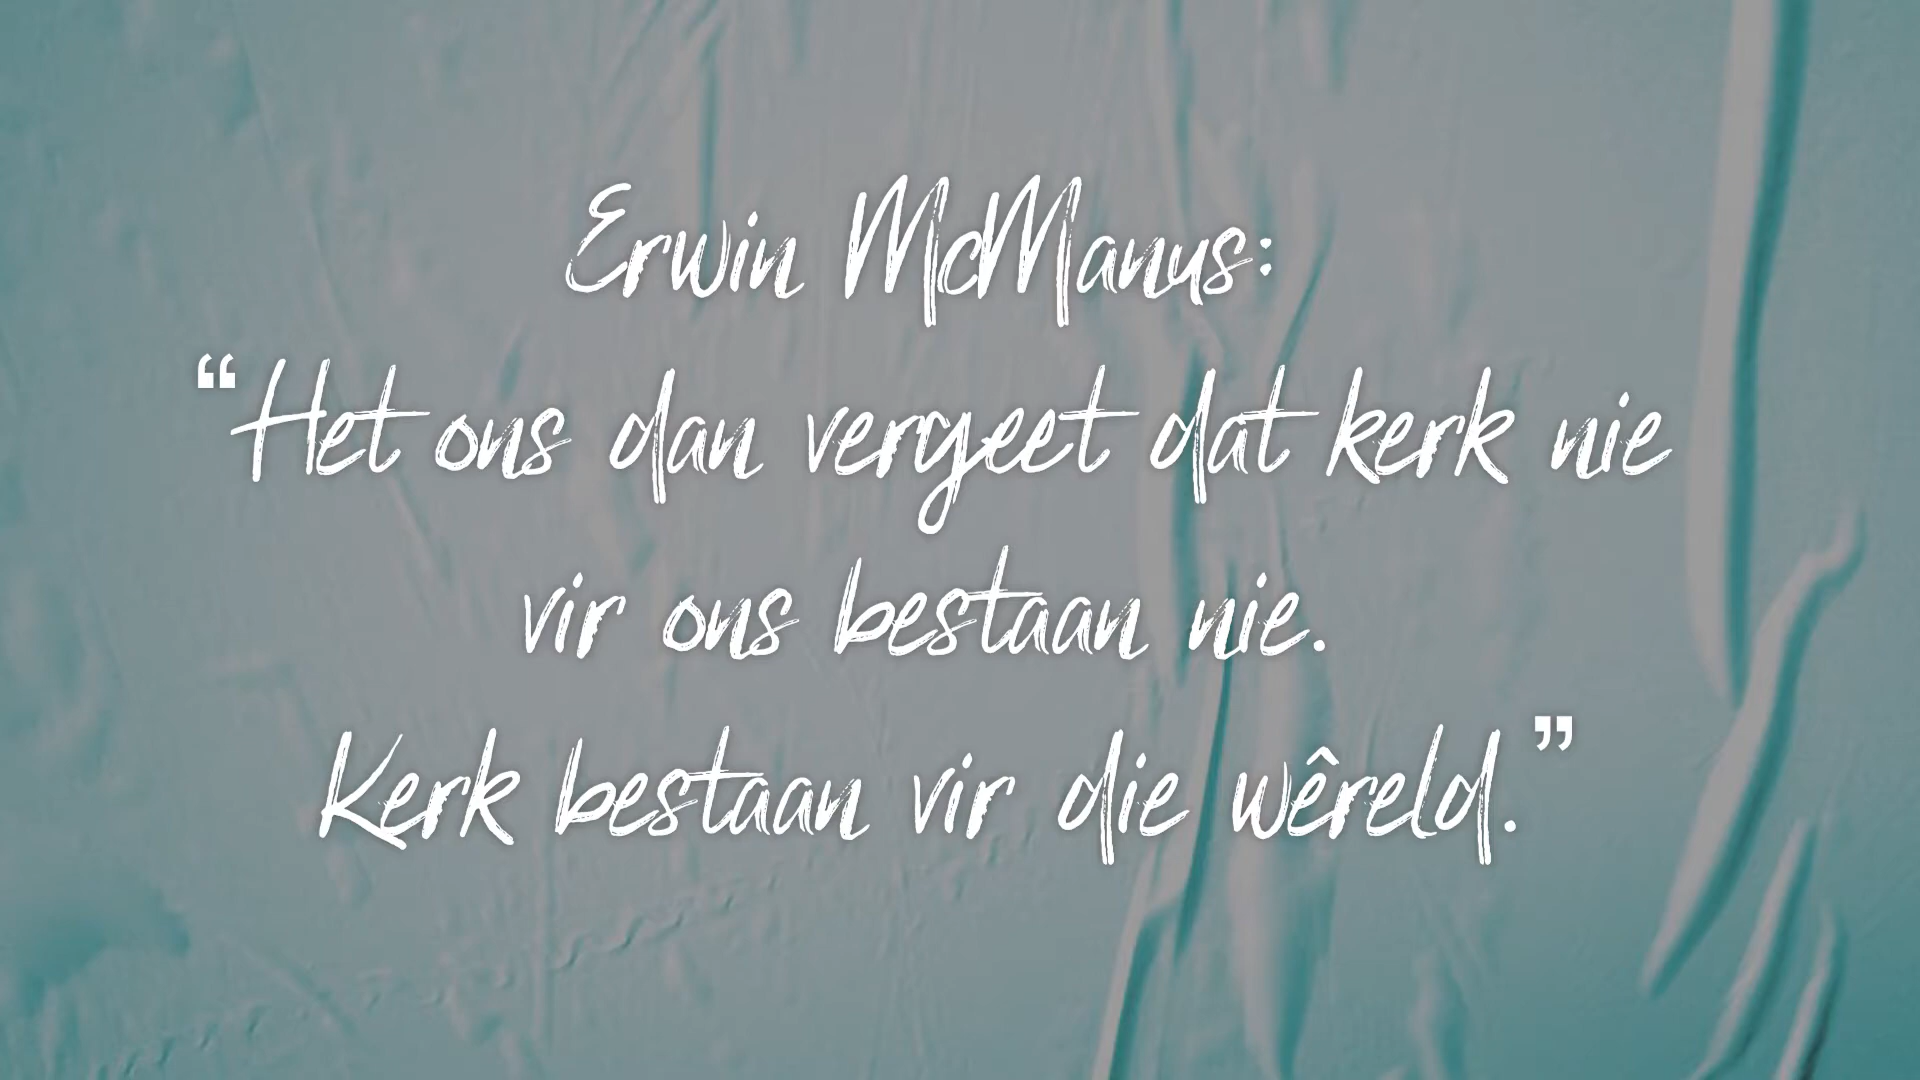 Erwin McManus:
“Het ons dan vergeet dat kerk nie
vir ons bestaan nie.
Kerk bestaan vir die wêreld.”